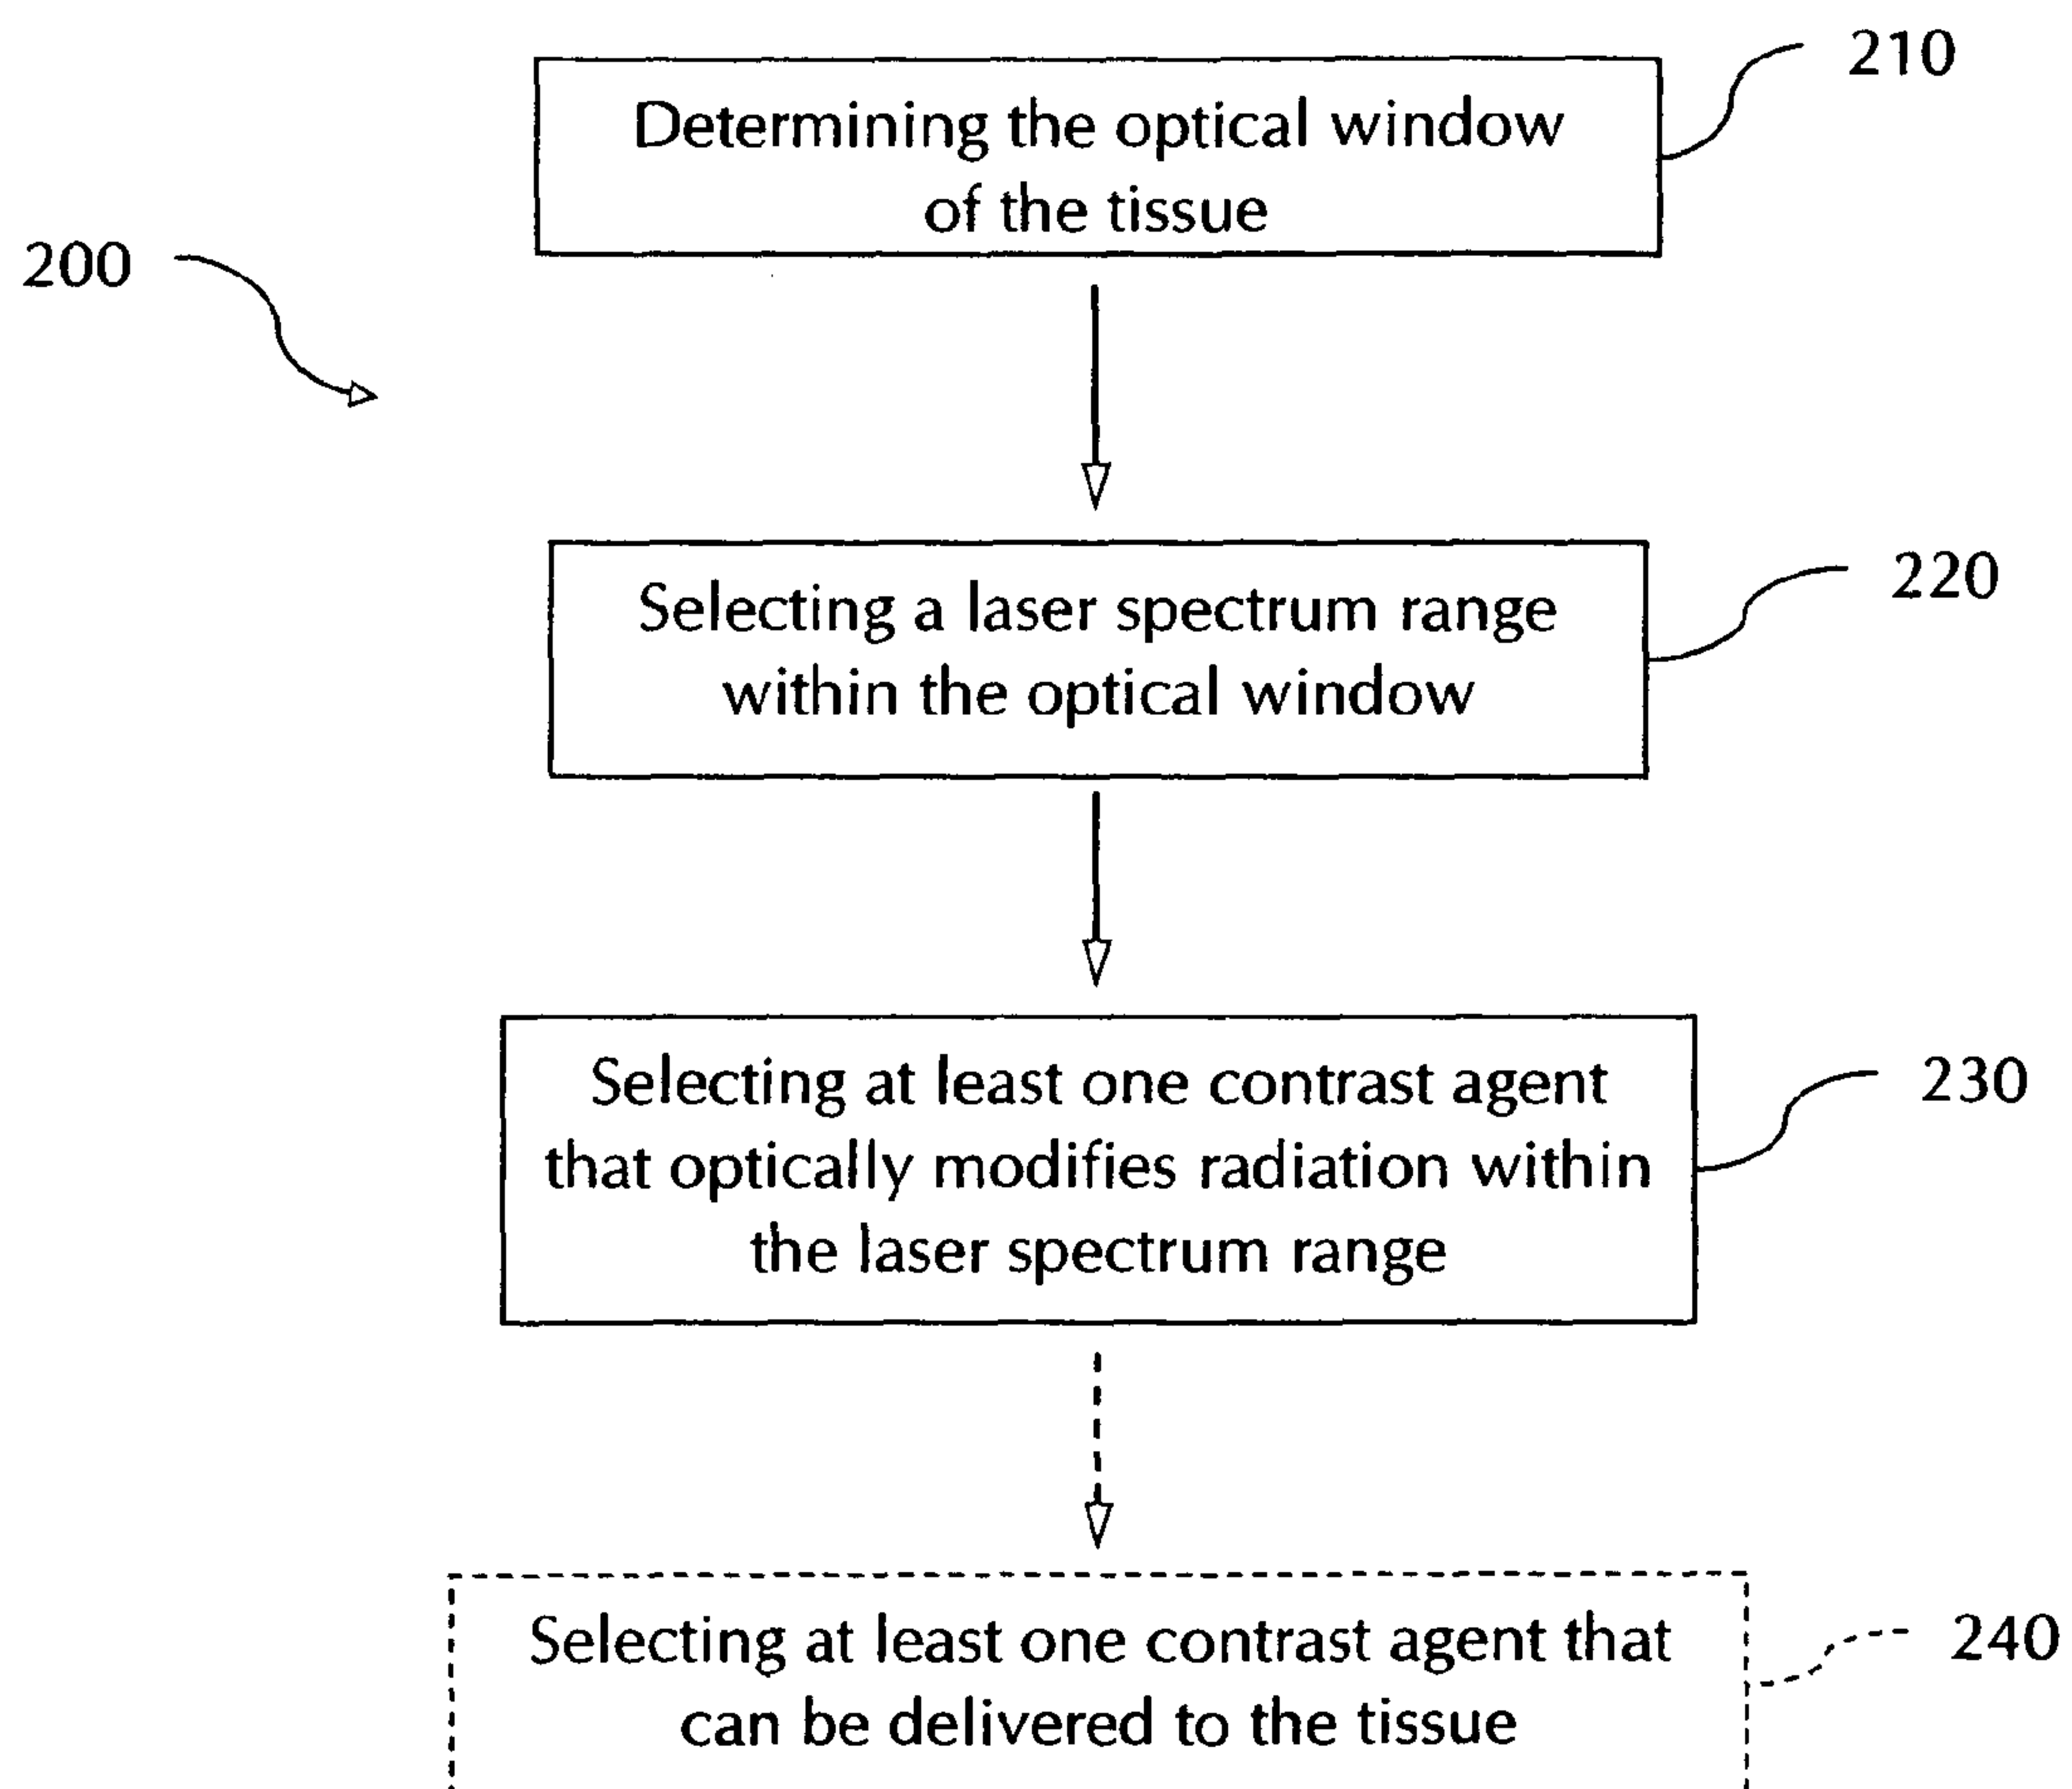 210
Determining the optical window
of the tissue
200
220
Selecting a laser spectrum range
within the optical window
230
Selecting at least one contrast agent
that optically modifies radiation within
the laser spectrum range
240
Selecting at least one contrast agent that
can be delivered to the tissue